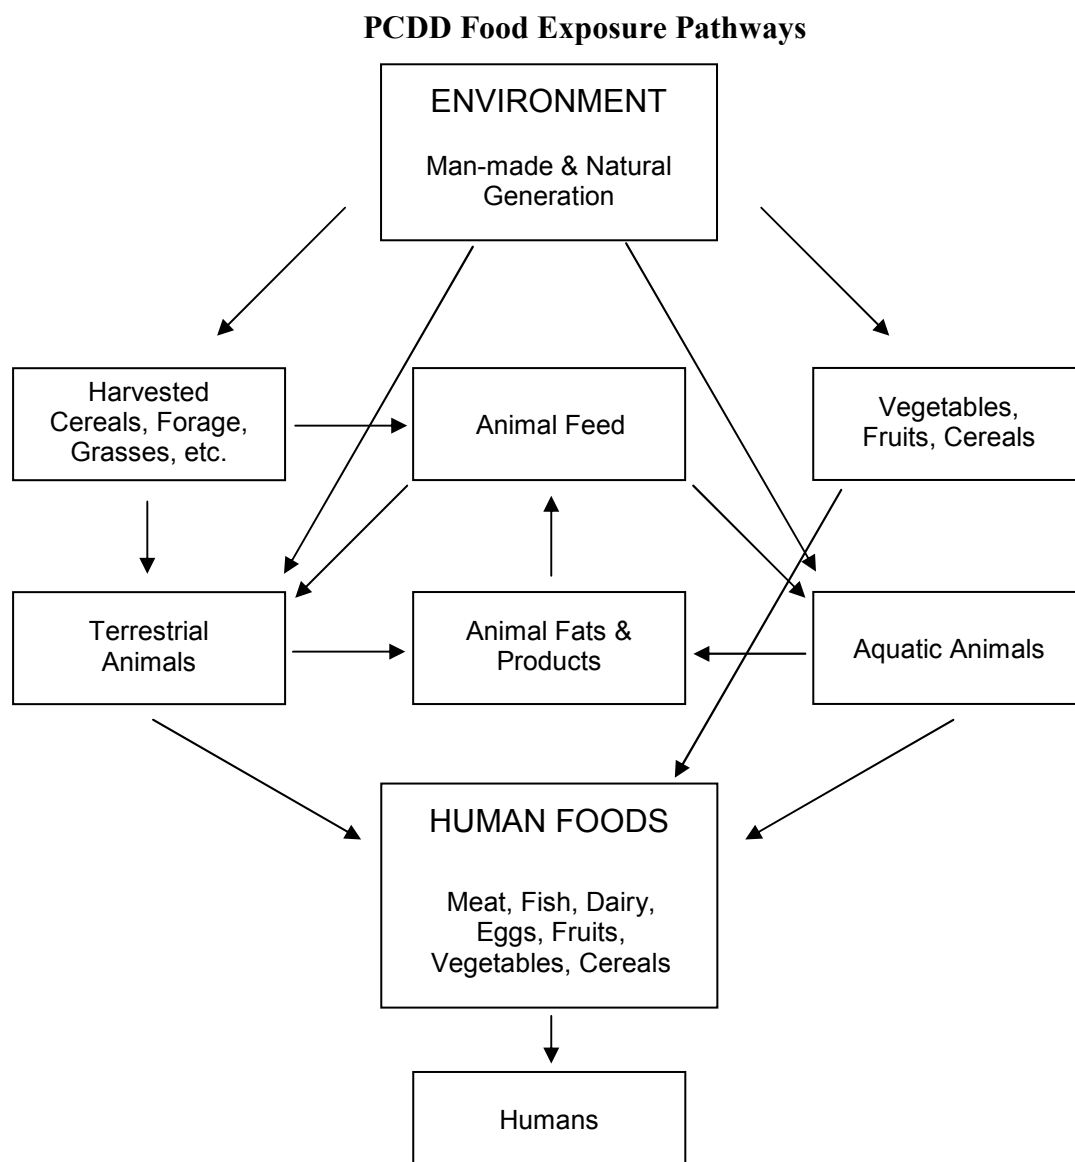 PCDD Food Exposure Pathways
ENVIRONMENT
Man-made & Natural
Generation
Harvested
Cereals, Forage,
Grasses, etc.
Animal Feed
Vegetables,
Fruits, Cereals
Terrestrial
Animals
Animal Fats &
Products
Aquatic Animals
HUMAN FOODS
Meat, Fish, Dairy,
Eggs, Fruits,
Vegetables, Cereals
Humans